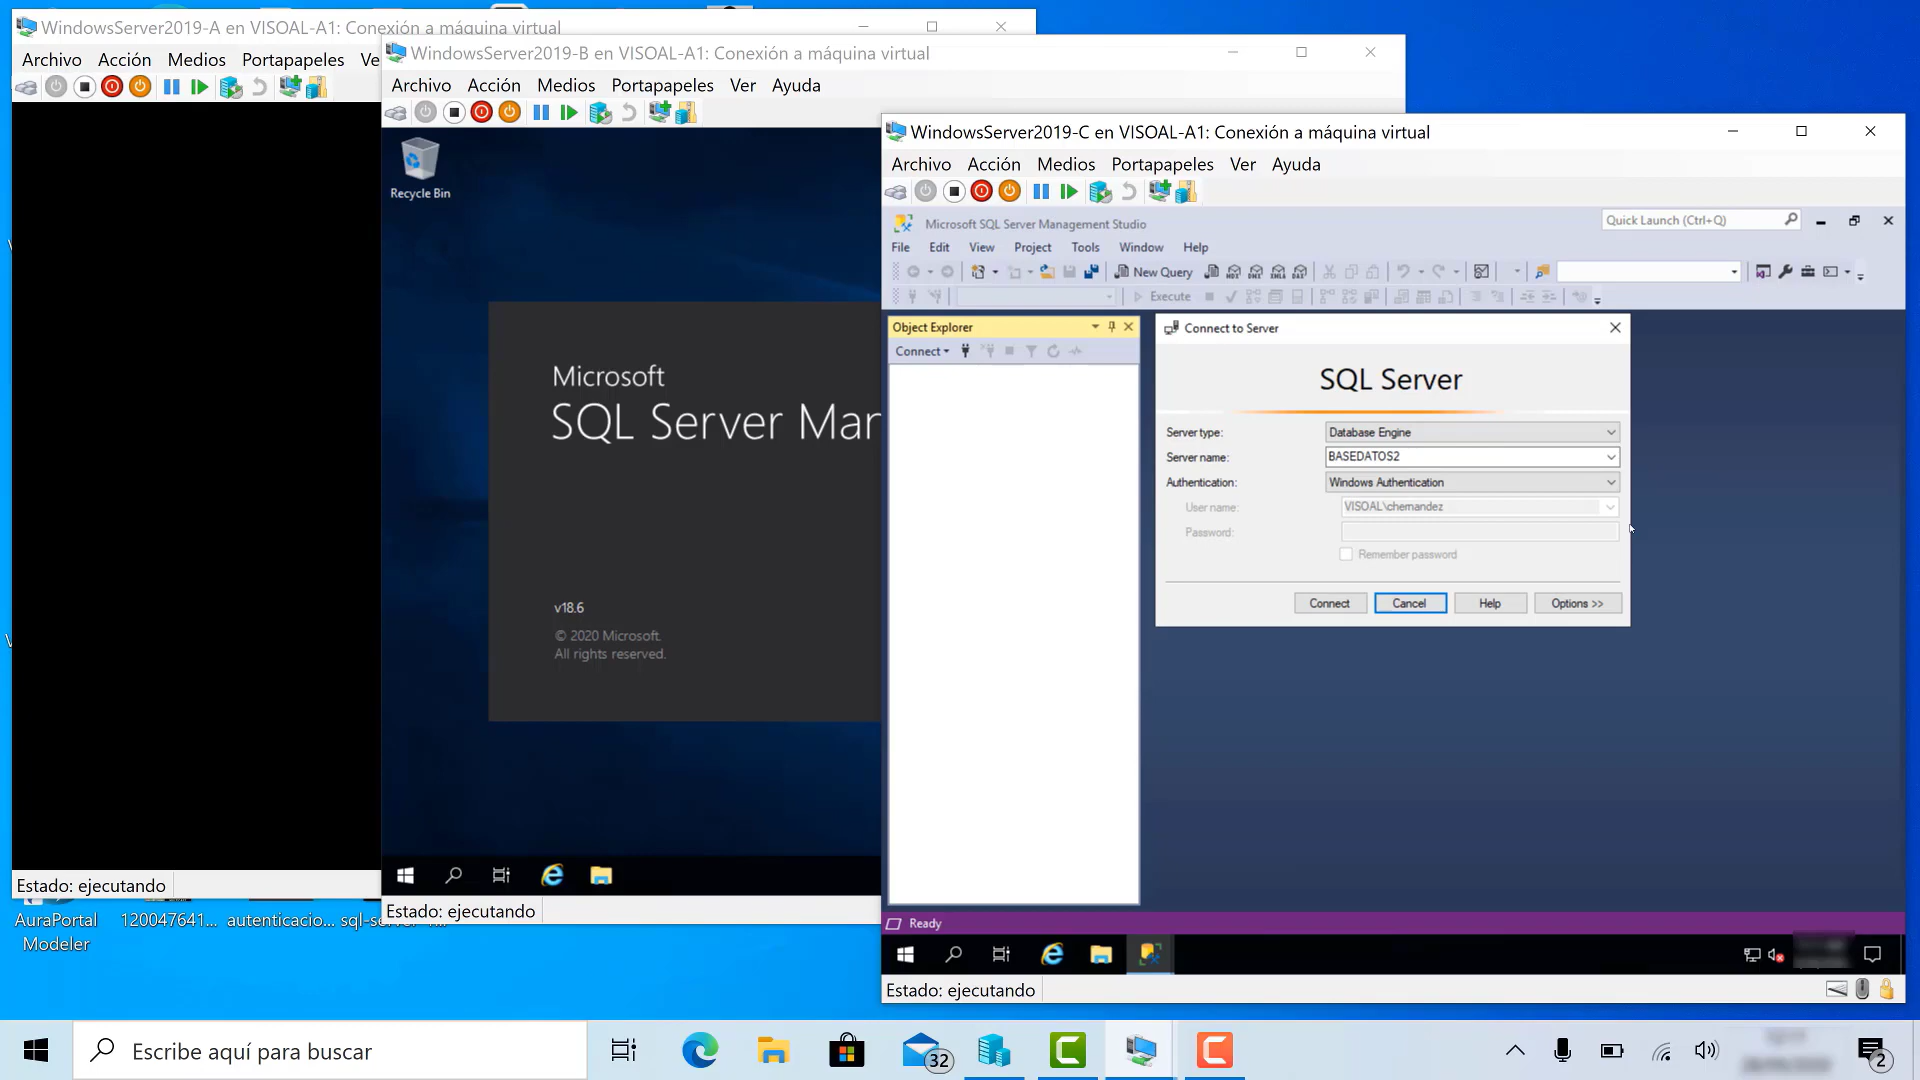 WindowsServer2019-A en VISOAL-A1: Conexión a máquina virtual
Archivo Acción Medios Portapapeles Ve
Estado: ejecutando
AuraPortal Modeler
120047641...
autenticacio...
WindowsServer2019-B en VISOAL-A1: Conexión a máquina virtual
Archivo Acción Medios Portapapeles Ver Ayuda
Recycle Bin
Microsoft
SQL Server Mar
v18.6
© 2020 Microsoft.
All rights reserved.
Estado: ejecutando
WindowsServer2019-C en VISOAL-A1: Conexión a máquina virtual
Archivo Acción Medios Portapapeles Ver Ayuda
Microsoft SQL Server Management Studio
Quick Launch (Ctrl+Q)
File Edit View Project Tools Window Help
New Query
Execute
Object Explorer
Connect
Connect to Server
SQL Server
Server type: Database Engine
Server name: BASEDATOS2
Authentication: Windows Authentication
User name: VISOAL\chernandez
Password:
Remember password
Connect Cancel Help Options >>
Ready
Estado: ejecutando
Escribe aquí para buscar
32
2